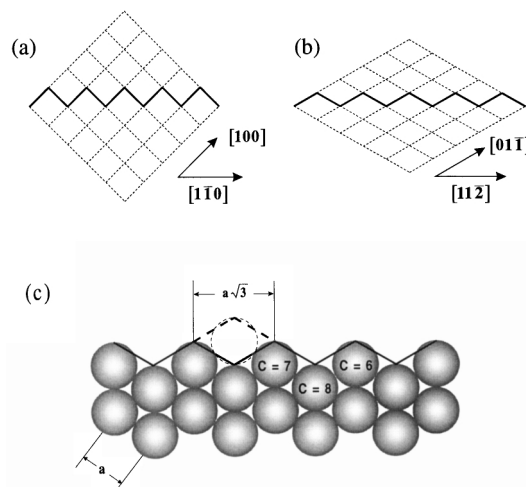 (a)
(b)
[100]
[11̄0]
[011̄]
[112̄]
(c)
a√3
C = 7
C = 6
C = 8
a